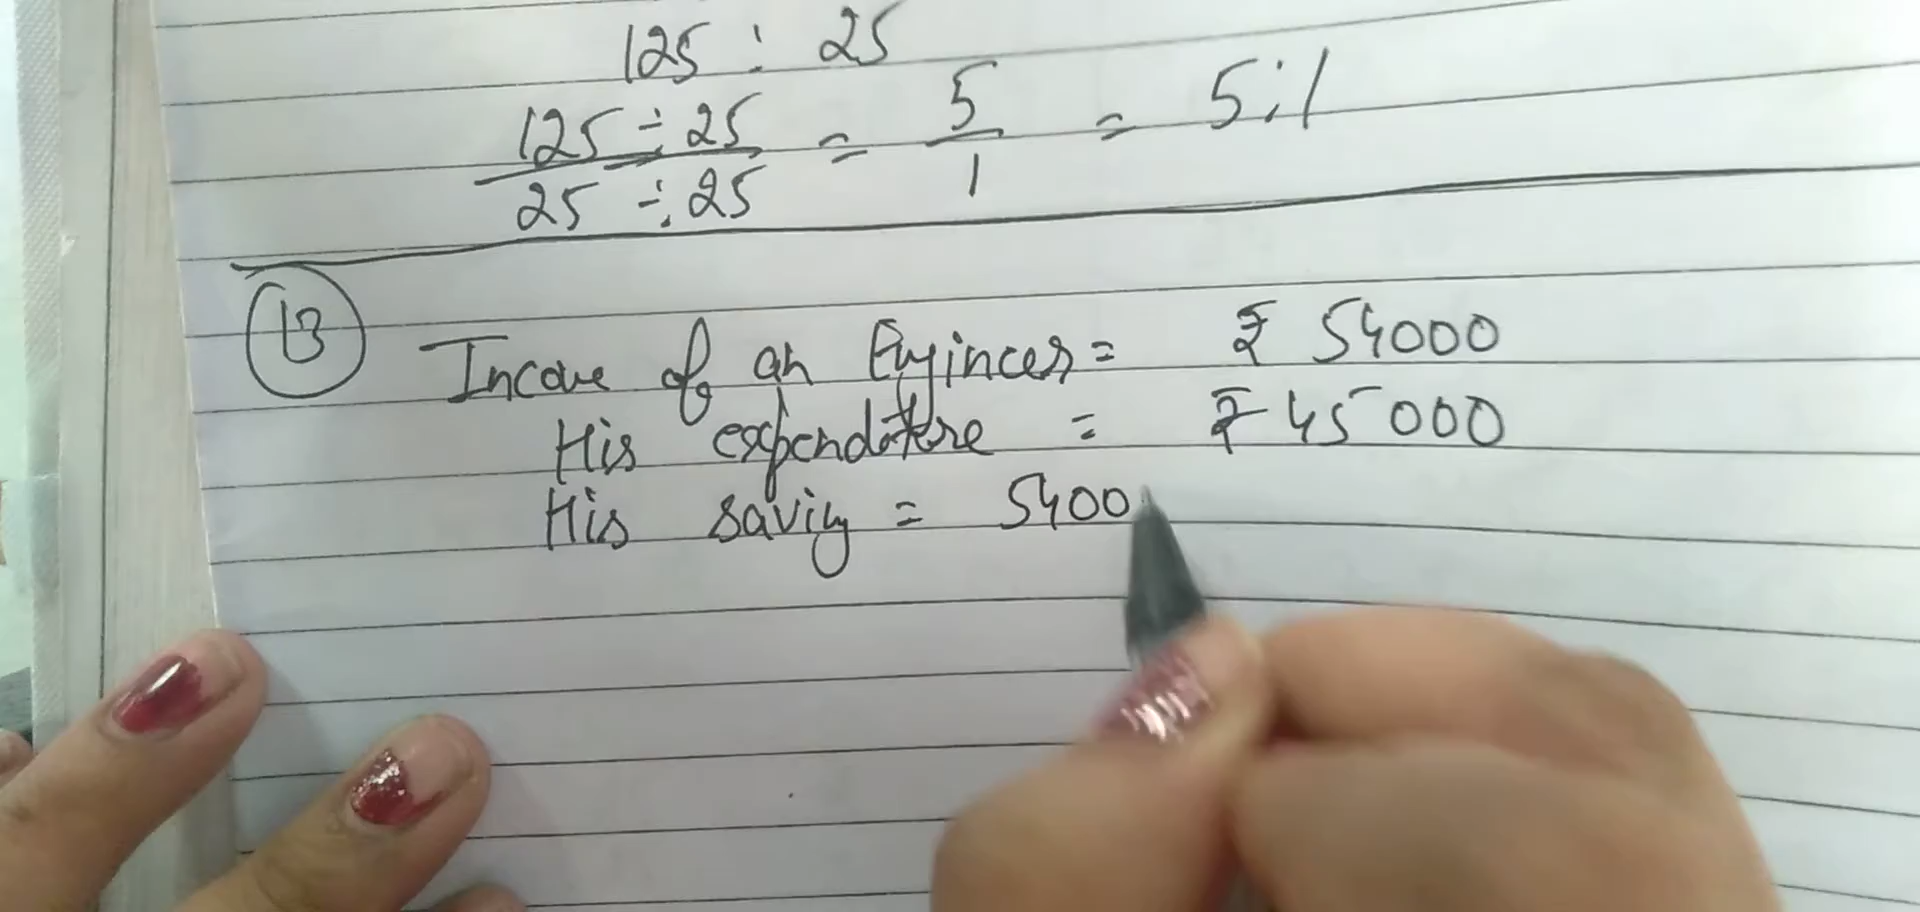 125 : 25
125 ÷ 25 / 25 ÷ 25 = 5/1 = 5:1
13 Income of an Engineer = ₹ 54000
His expenditure = ₹ 45000
His saving = 5400